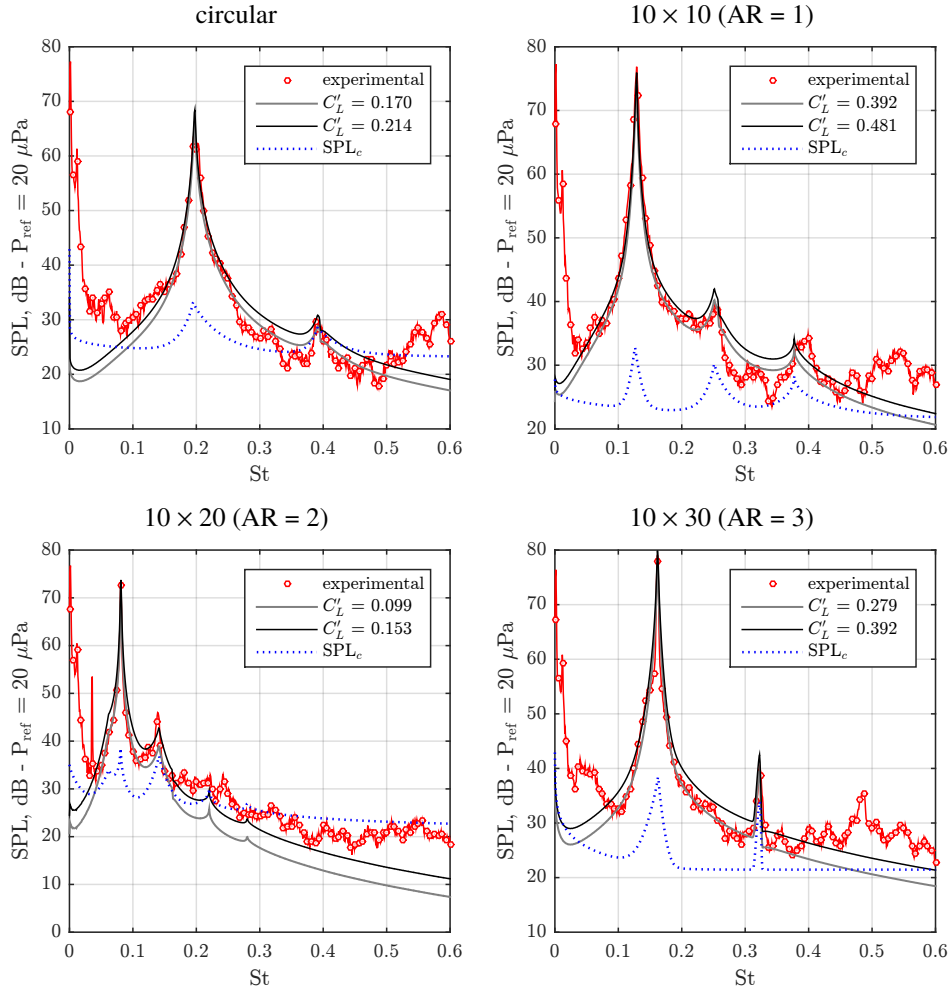 circular
80
70
60
50
40
30
20
10
0
0.1
0.2
0.3
0.4
0.5
0.6
SPL, dB - P_ref = 20 μPa
St
experimental
C′_L = 0.170
C′_L = 0.214
SPL_c
10 × 10 (AR = 1)
80
70
60
50
40
30
20
0
0.1
0.2
0.3
0.4
0.5
0.6
SPL, dB - P_ref = 20 μPa
St
experimental
C′_L = 0.392
C′_L = 0.481
SPL_c
10 × 20 (AR = 2)
80
70
60
50
40
30
20
10
0
0
0.1
0.2
0.3
0.4
0.5
0.6
SPL, dB - P_ref = 20 μPa
St
experimental
C′_L = 0.099
C′_L = 0.153
SPL_c
10 × 30 (AR = 3)
80
70
60
50
40
30
20
10
0
0.1
0.2
0.3
0.4
0.5
0.6
SPL, dB - P_ref = 20 μPa
St
experimental
C′_L = 0.279
C′_L = 0.392
SPL_c